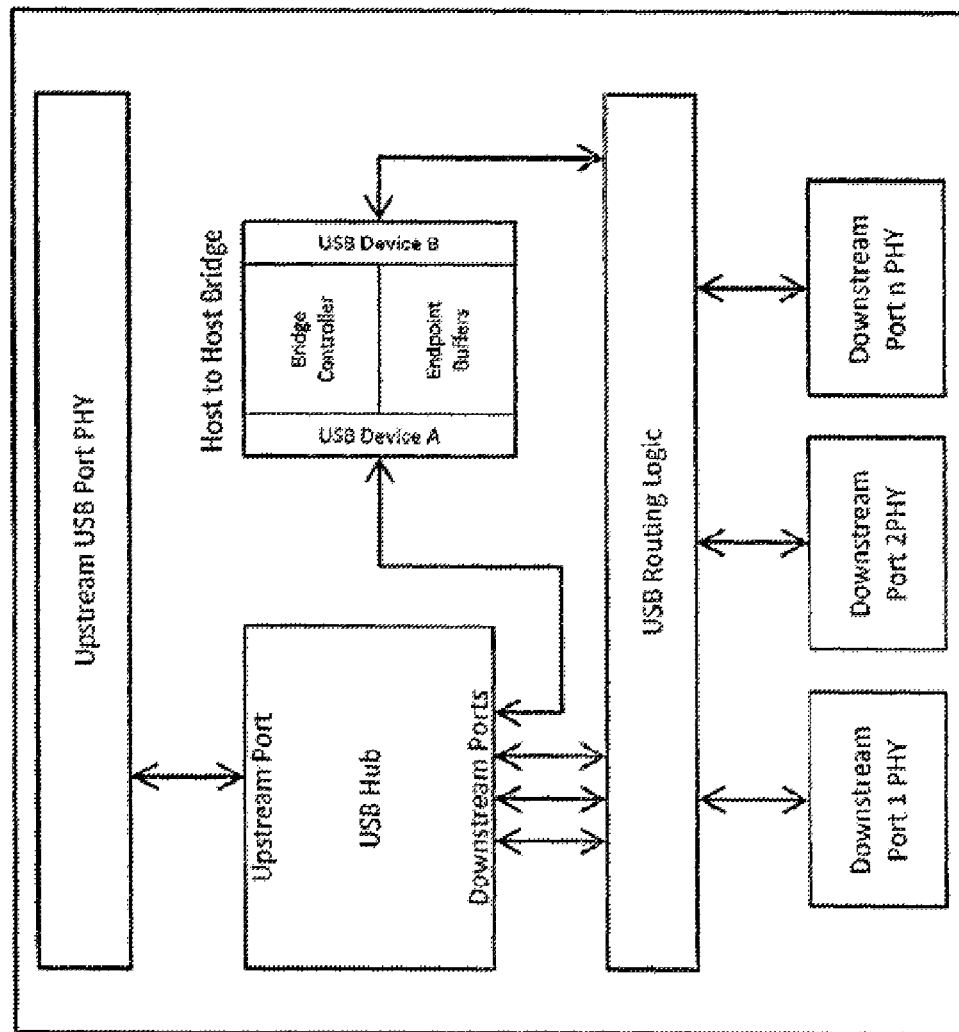 Upstream USB Port PHY
Upstream Port
USB Hub
Downstream Ports
Host to Host Bridge
USB Device A
Bridge
Controller
Endpoint
Buffers
USB Device B
USB Routing Logic
Downstream
Port 1 PHY
Downstream
Port 2PHY
Downstream
Port n PHY